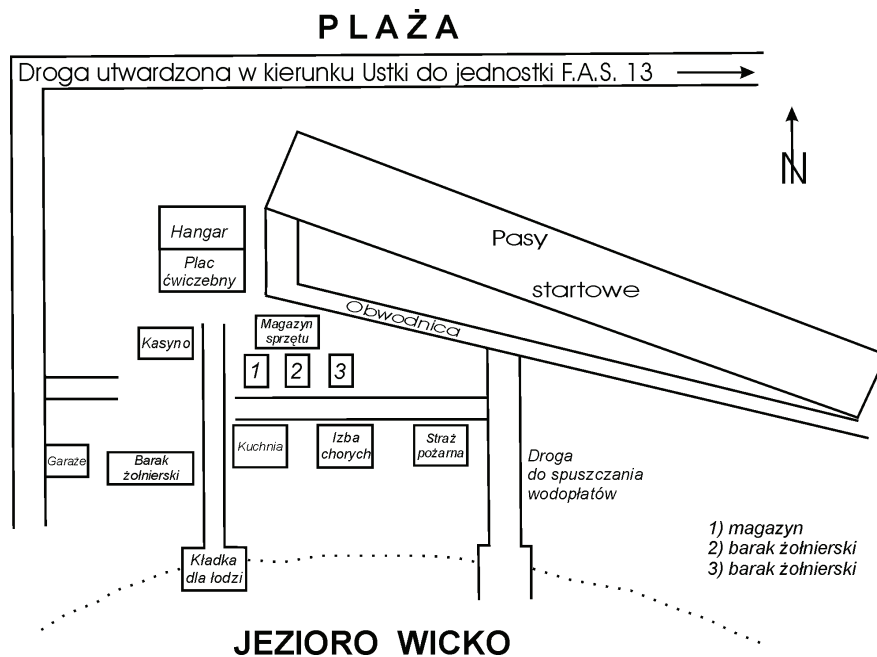 PLAŻA
Droga utwardzona w kierunku Ustki do jednostki F.A.S. 13
N
Hangar
Plac
ćwiczebny
Pasy
startowe
Obwodnica
Magazyn
sprzętu
Kasyno
1
2
3
Kuchnia
Izba
chorych
Straż
pożarna
Garaże
Barak
żołnierski
Droga
do spuszczania
wodopłatów
1) magazyn
2) barak żołnierski
3) barak żołnierski
Kładka
dla łodzi
JEZIORO WICKO